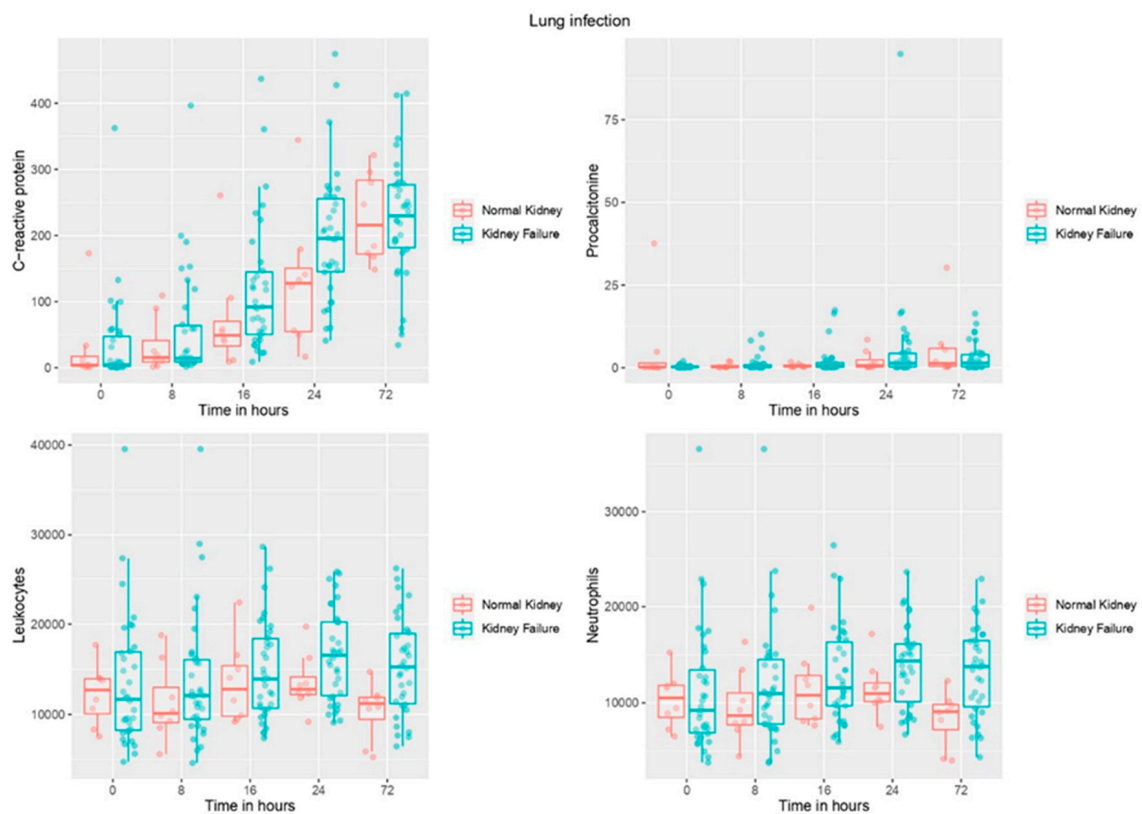 Lung infection
C-reactive protein
400
300
200
100
0
0 8 16 24 72
Time in hours
Normal Kidney
Kidney Failure
Procalcitonine
75
50
25
0
0 8 16 24 72
Time in hours
Normal Kidney
Kidney Failure
Leukocytes
40000
30000
20000
10000
0 8 16 24 72
Time in hours
Normal Kidney
Kidney Failure
Neutrophils
30000
20000
10000
0 8 16 24 72
Time in hours
Normal Kidney
Kidney Failure